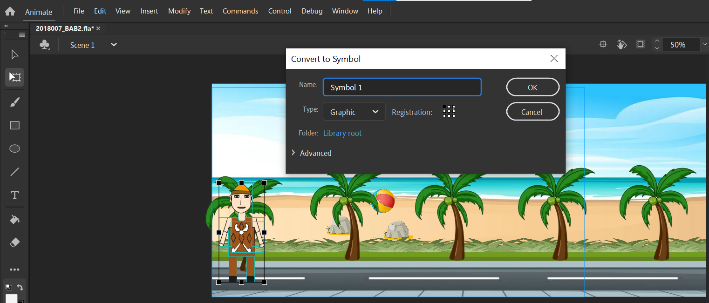 Animate File Edit View Insert Modify Text Commands Control Debug Window Help
2018007_BAB2.fla* ×
Scene 1 50%
Convert to Symbol
Name: Symbol 1 OK
Type: Graphic Registration: Cancel
Folder: Library root
Advanced